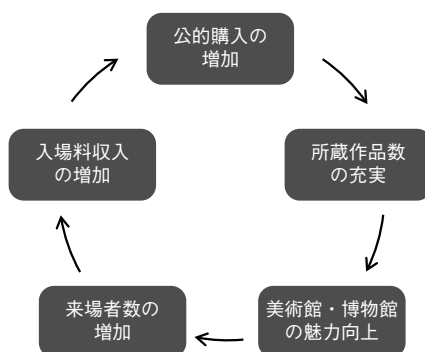 公的購入の
増加
所蔵作品数
の充実
美術館・博物館
の魅力向上
来場者数の
増加
入場料収入
の増加